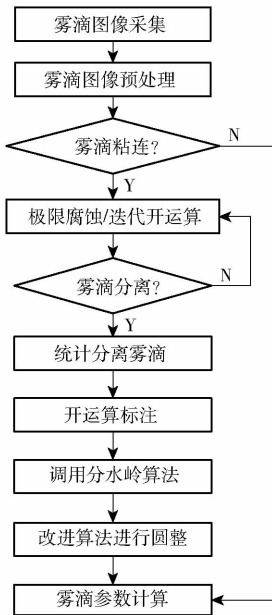 雾滴图像采集
雾滴图像预处理
雾滴粘连?
N
Y
极限腐蚀/迭代开运算
雾滴分离?
N
Y
统计分离雾滴
开运算标注
调用分水岭算法
改进算法进行圆整
雾滴参数计算